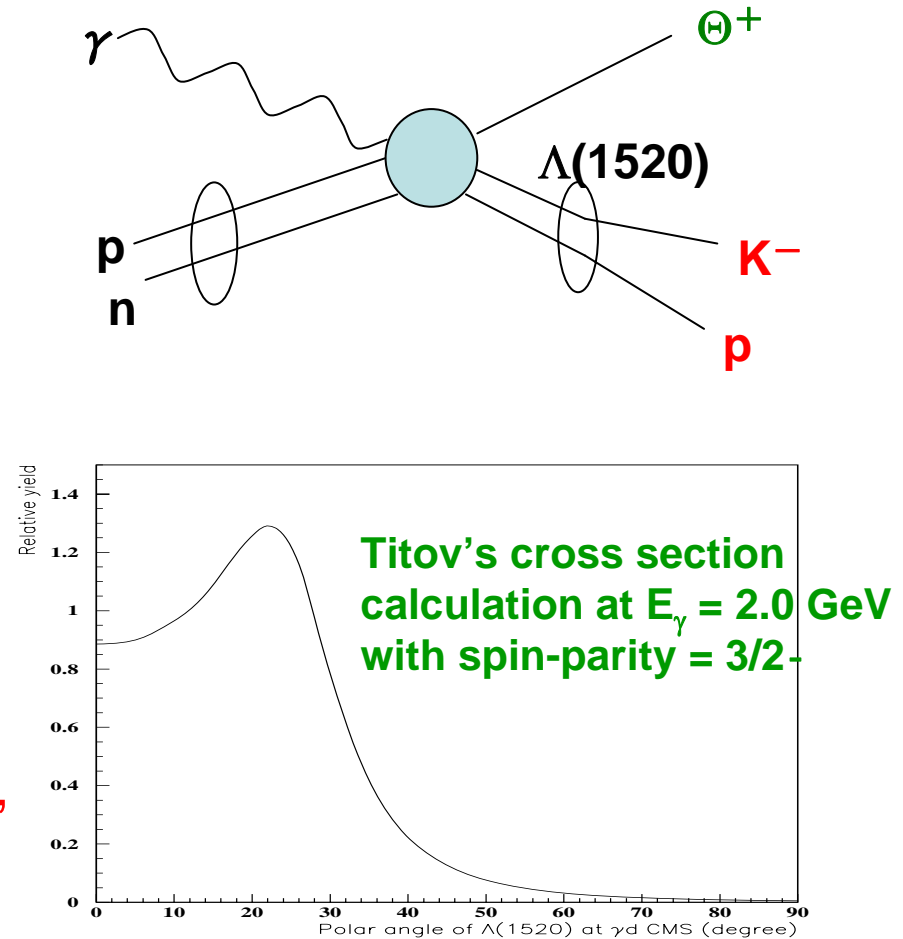 γ
Θ⁺
Λ(1520)
p
n
K⁻
p
Relative yield
1.4
1.2
1
0.8
0.6
0.4
0.2
0
Titov’s cross section
calculation at Eγ = 2.0 GeV
with spin-parity = 3/2-
,
0 10 20 30 40 50 60 70 80 90
Polar angle of Λ(1520) at γd CMS (degree)